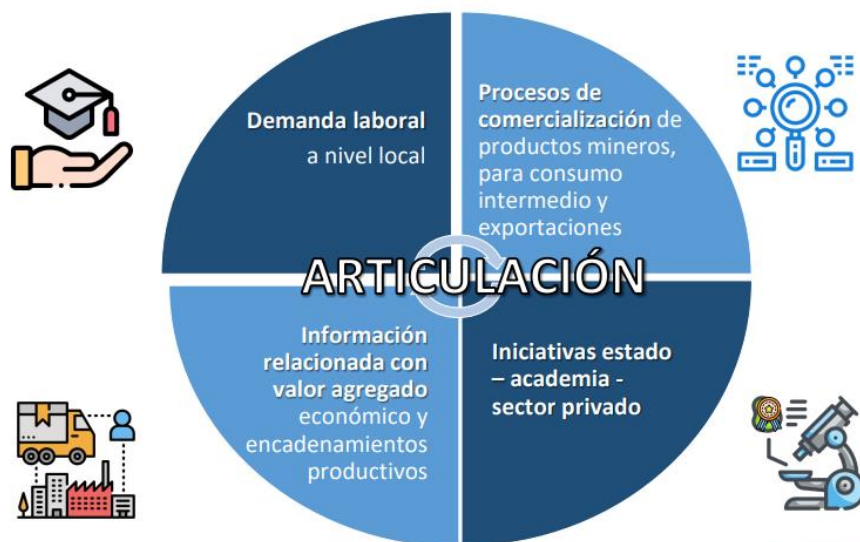 Demanda laboral
a nivel local
Procesos de
comercialización de
productos mineros,
para consumo
intermedio y
exportaciones
ARTICULACIÓN
Información
relacionada con
valor agregado
económico y
encadenamientos
productivos
Iniciativas estado
– academia -
sector privado